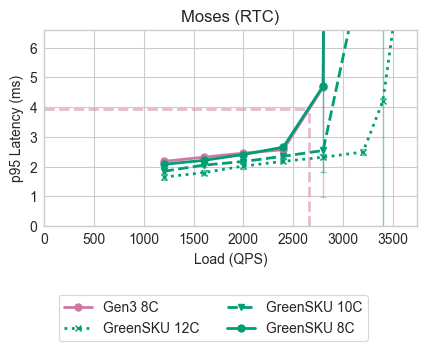 Moses (RTC)
6
5
4
3
2
1
0
p95 Latency (ms)
0 500 1000 1500 2000 2500 3000 3500
Load (QPS)
Gen3 8C GreenSKU 10C
GreenSKU 12C GreenSKU 8C